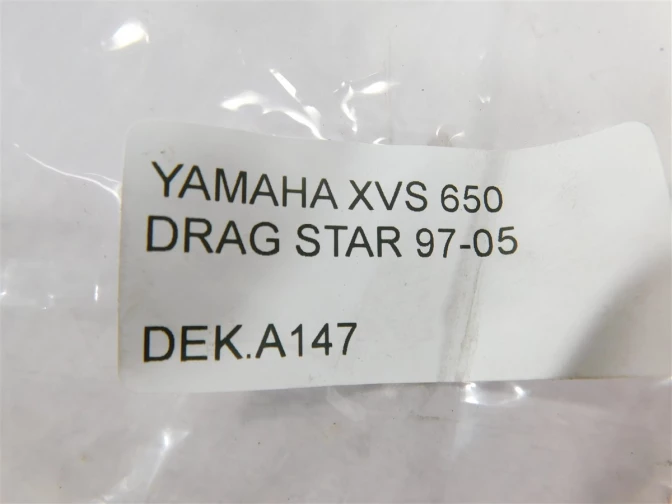 YAMAHA XVS 650
DRAG STAR 97-05
DEK.A147